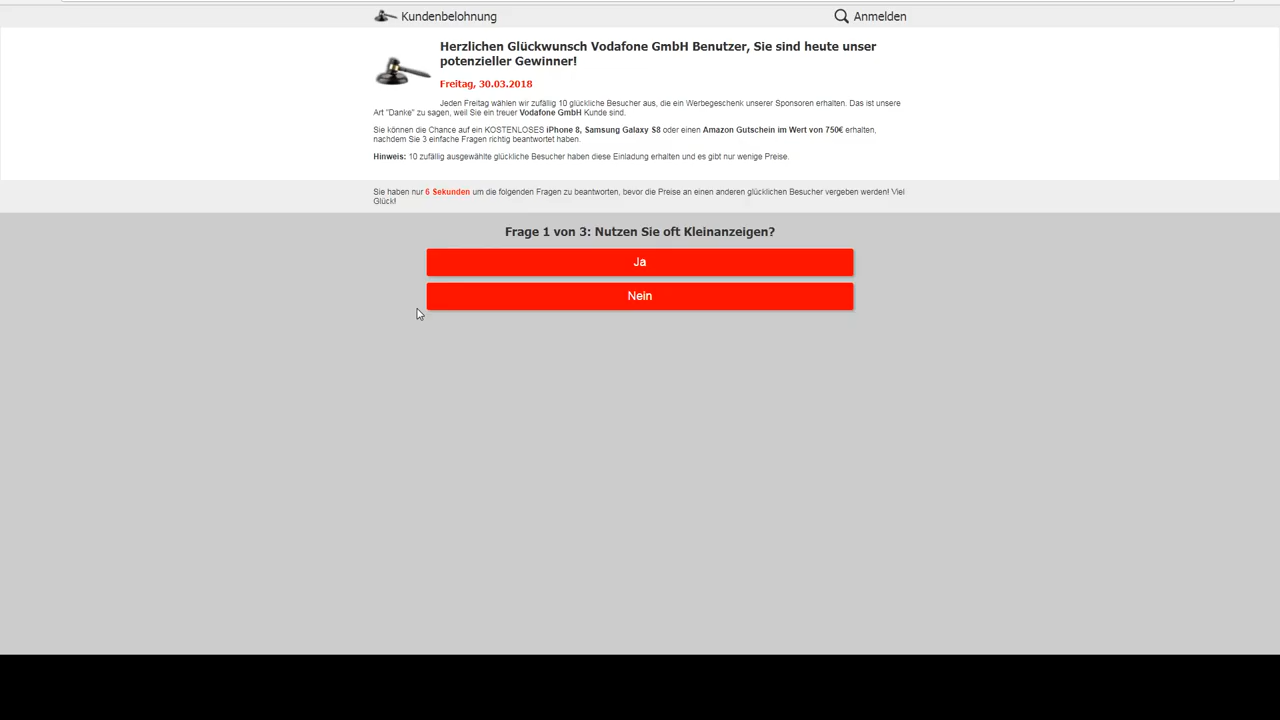 Kundenbelohnung
Anmelden
Herzlichen Glückwunsch Vodafone GmbH Benutzer, Sie sind heute unser
potenzieller Gewinner!
Freitag, 30.03.2018
Jeden Freitag wählen wir zufällig 10 glückliche Besucher aus, die ein Werbegeschenk unserer Sponsoren erhalten. Das ist unsere
Art "Danke" zu sagen, weil Sie ein treuer Vodafone GmbH Kunde sind.
Sie können die Chance auf ein KOSTENLOSES iPhone 8, Samsung Galaxy S8 oder einen Amazon Gutschein im Wert von 750€ erhalten,
nachdem Sie 3 einfache Fragen richtig beantwortet haben.
Hinweis: 10 zufällig ausgewählte glückliche Besucher haben diese Einladung erhalten und es gibt nur wenige Preise.
Sie haben nur 6 Sekunden um die folgenden Fragen zu beantworten, bevor die Preise an einen anderen glücklichen Besucher vergeben werden! Viel
Glück!
Frage 1 von 3: Nutzen Sie oft Kleinanzeigen?
Ja
Nein